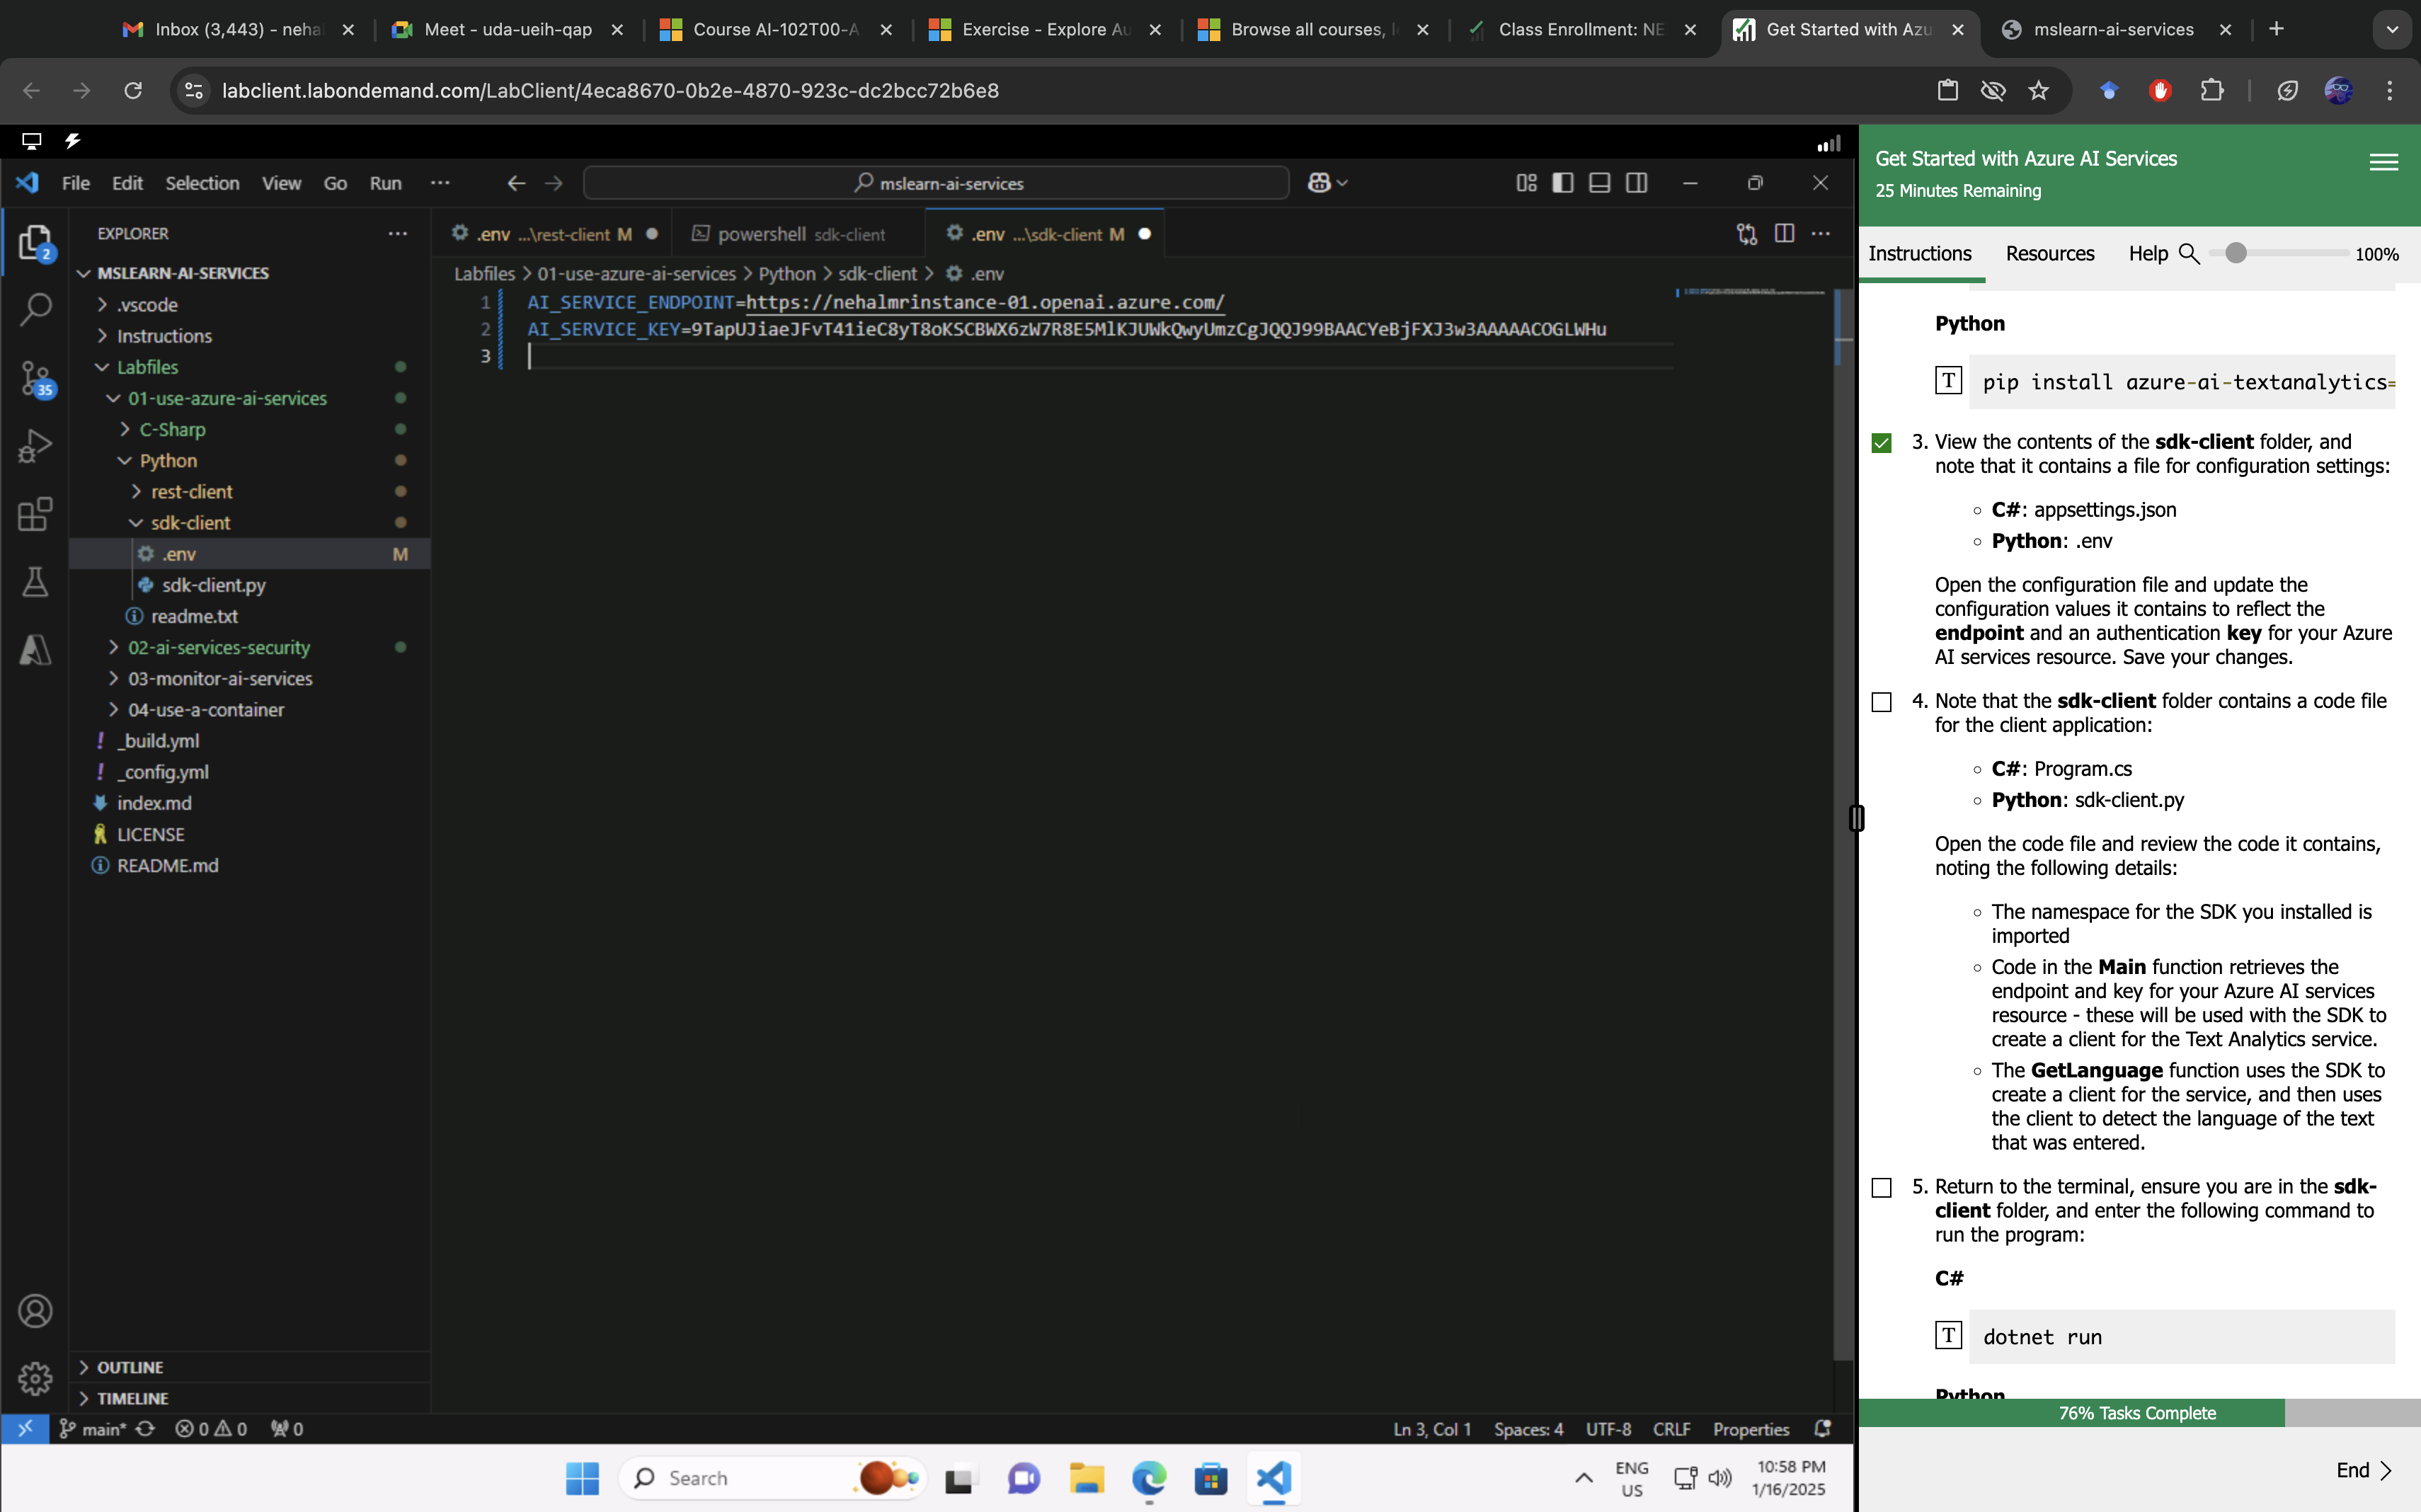 Inbox (3,443) - neha
Meet - uda-ueih-qap
Course AI-102T00-A
Exercise - Explore Au
Browse all courses, l
Class Enrollment: NE
Get Started with Azu
mslearn-ai-services
labclient.labondemand.com/LabClient/4eca8670-0b2e-4870-923c-dc2bcc72b6e8
File Edit Selection View Go Run ···
mslearn-ai-services
EXPLORER
2
35
MSLEARN-AI-SERVICES
.vscode
Instructions
Labfiles
01-use-azure-ai-services
C-Sharp
Python
rest-client
sdk-client
.env M
sdk-client.py
readme.txt
02-ai-services-security
03-monitor-ai-services
04-use-a-container
_build.yml
_config.yml
index.md
LICENSE
README.md
OUTLINE
TIMELINE
.env ...\rest-client M
powershell sdk-client
.env ...\sdk-client M
Labfiles > 01-use-azure-ai-services > Python > sdk-client > .env
1 AI_SERVICE_ENDPOINT=https://nehalmrinstance-01.openai.azure.com/
2 AI_SERVICE_KEY=9TapUJiaeJFvT41ieC8yT8oKSCBWX6zW7R8E5MlKJUWkQwyUmzCgJQQJ99BAACYeBjFXJ3w3AAAAACOGLWHu
3
main* 0 0 0
Ln 3, Col 1 Spaces: 4 UTF-8 CRLF Properties
Search
ENG
US
10:58 PM
1/16/2025
Get Started with Azure AI Services
25 Minutes Remaining
Instructions Resources Help 100%
Python
T pip install azure-ai-textanalytics=
3. View the contents of the sdk-client folder, and
note that it contains a file for configuration settings:
C#: appsettings.json
Python: .env
Open the configuration file and update the
configuration values it contains to reflect the
endpoint and an authentication key for your Azure
AI services resource. Save your changes.
4. Note that the sdk-client folder contains a code file
for the client application:
C#: Program.cs
Python: sdk-client.py
Open the code file and review the code it contains,
noting the following details:
The namespace for the SDK you installed is
imported
Code in the Main function retrieves the
endpoint and key for your Azure AI services
resource - these will be used with the SDK to
create a client for the Text Analytics service.
The GetLanguage function uses the SDK to
create a client for the service, and then uses
the client to detect the language of the text
that was entered.
5. Return to the terminal, ensure you are in the sdk-
client folder, and enter the following command to
run the program:
C#
T dotnet run
Python
76% Tasks Complete
End